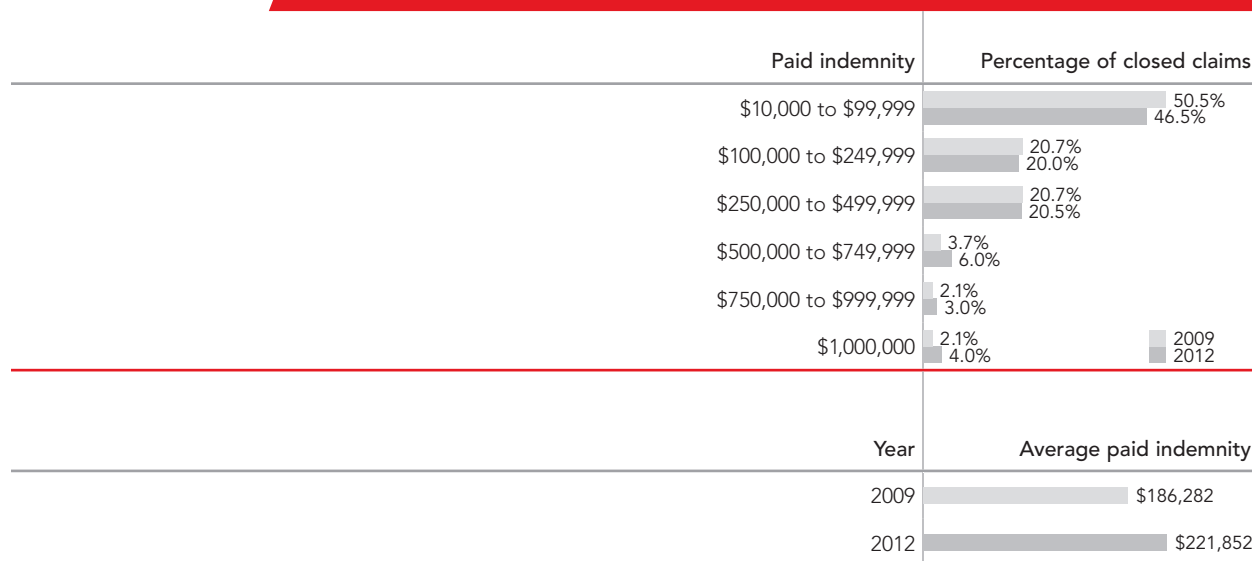 Paid indemnity Percentage of closed claims
$10,000 to $99,999 50.5%
46.5%
$100,000 to $249,999 20.7%
20.0%
$250,000 to $499,999 20.7%
20.5%
$500,000 to $749,999 3.7%
6.0%
$750,000 to $999,999 2.1%
3.0%
$1,000,000 2.1% 2009
4.0% 2012
Year Average paid indemnity
2009 $186,282
2012 $221,852